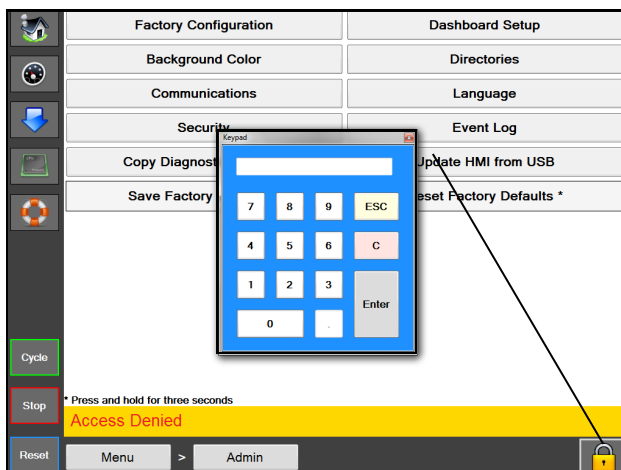 Factory Configuration
Dashboard Setup
Background Color
Directories
Communications
Language
Security
Event Log
Copy Diagnost
Update HMI from USB
Save Factory
eset Factory Defaults *
Keypad
7 8 9 ESC
4 5 6 C
1 2 3
Enter
0 .
Cycle
Stop
* Press and hold for three seconds
Access Denied
Reset
Menu > Admin